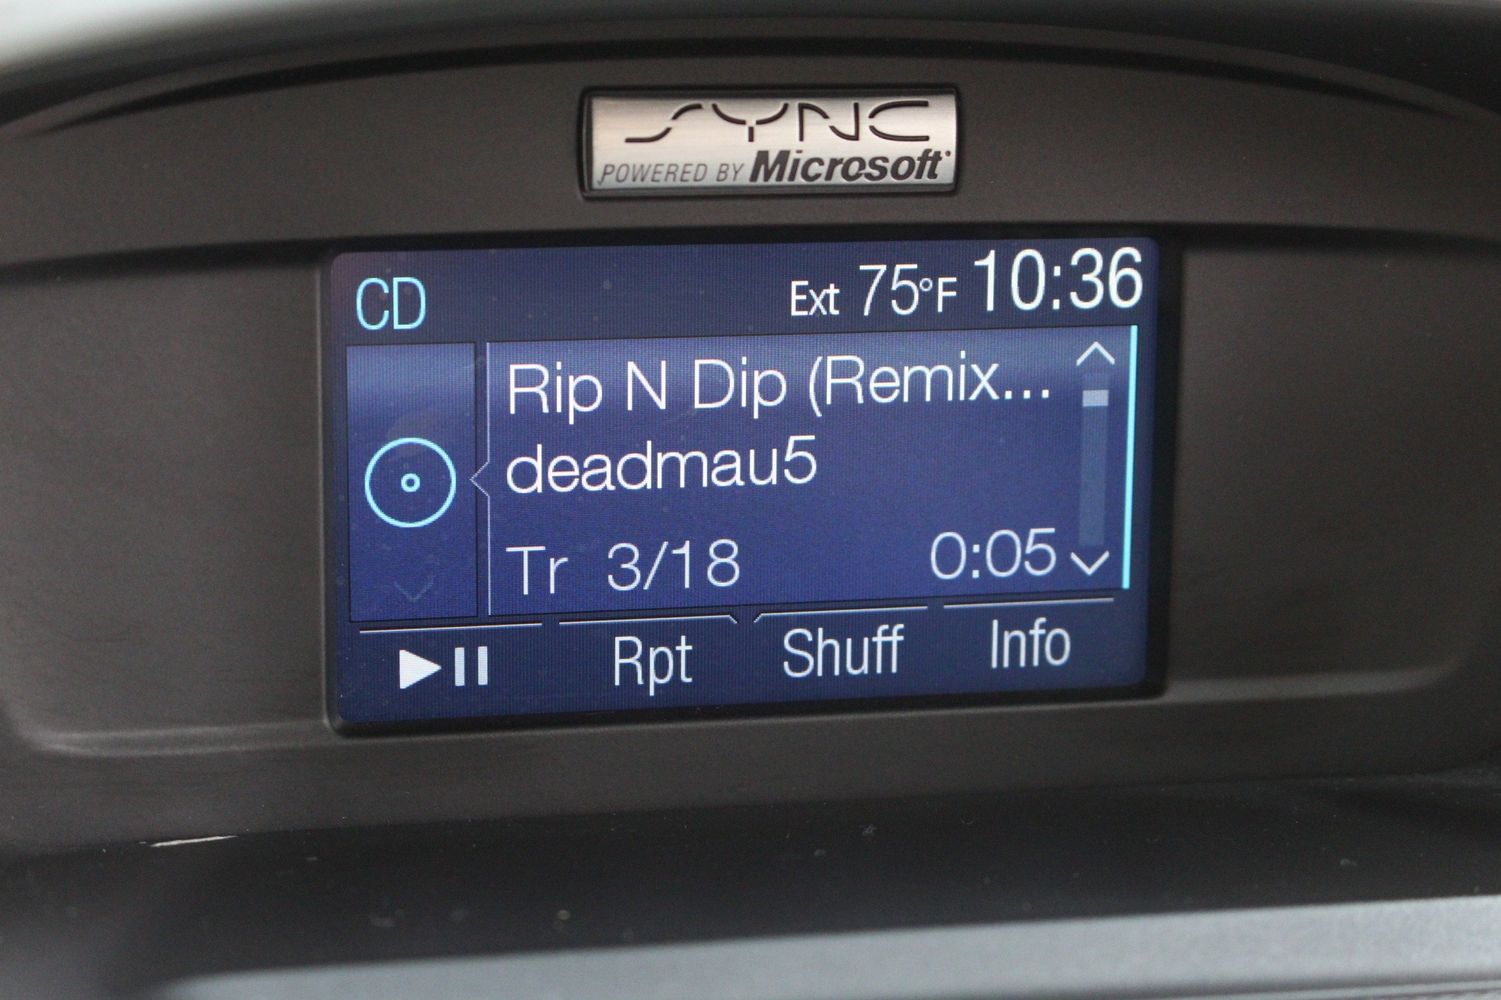 SYNC
POWERED BY Microsoft
CD Ext 75°F 10:36
Rip N Dip (Remix...
deadmau5
Tr 3/18 0:05
Rpt Shuff Info